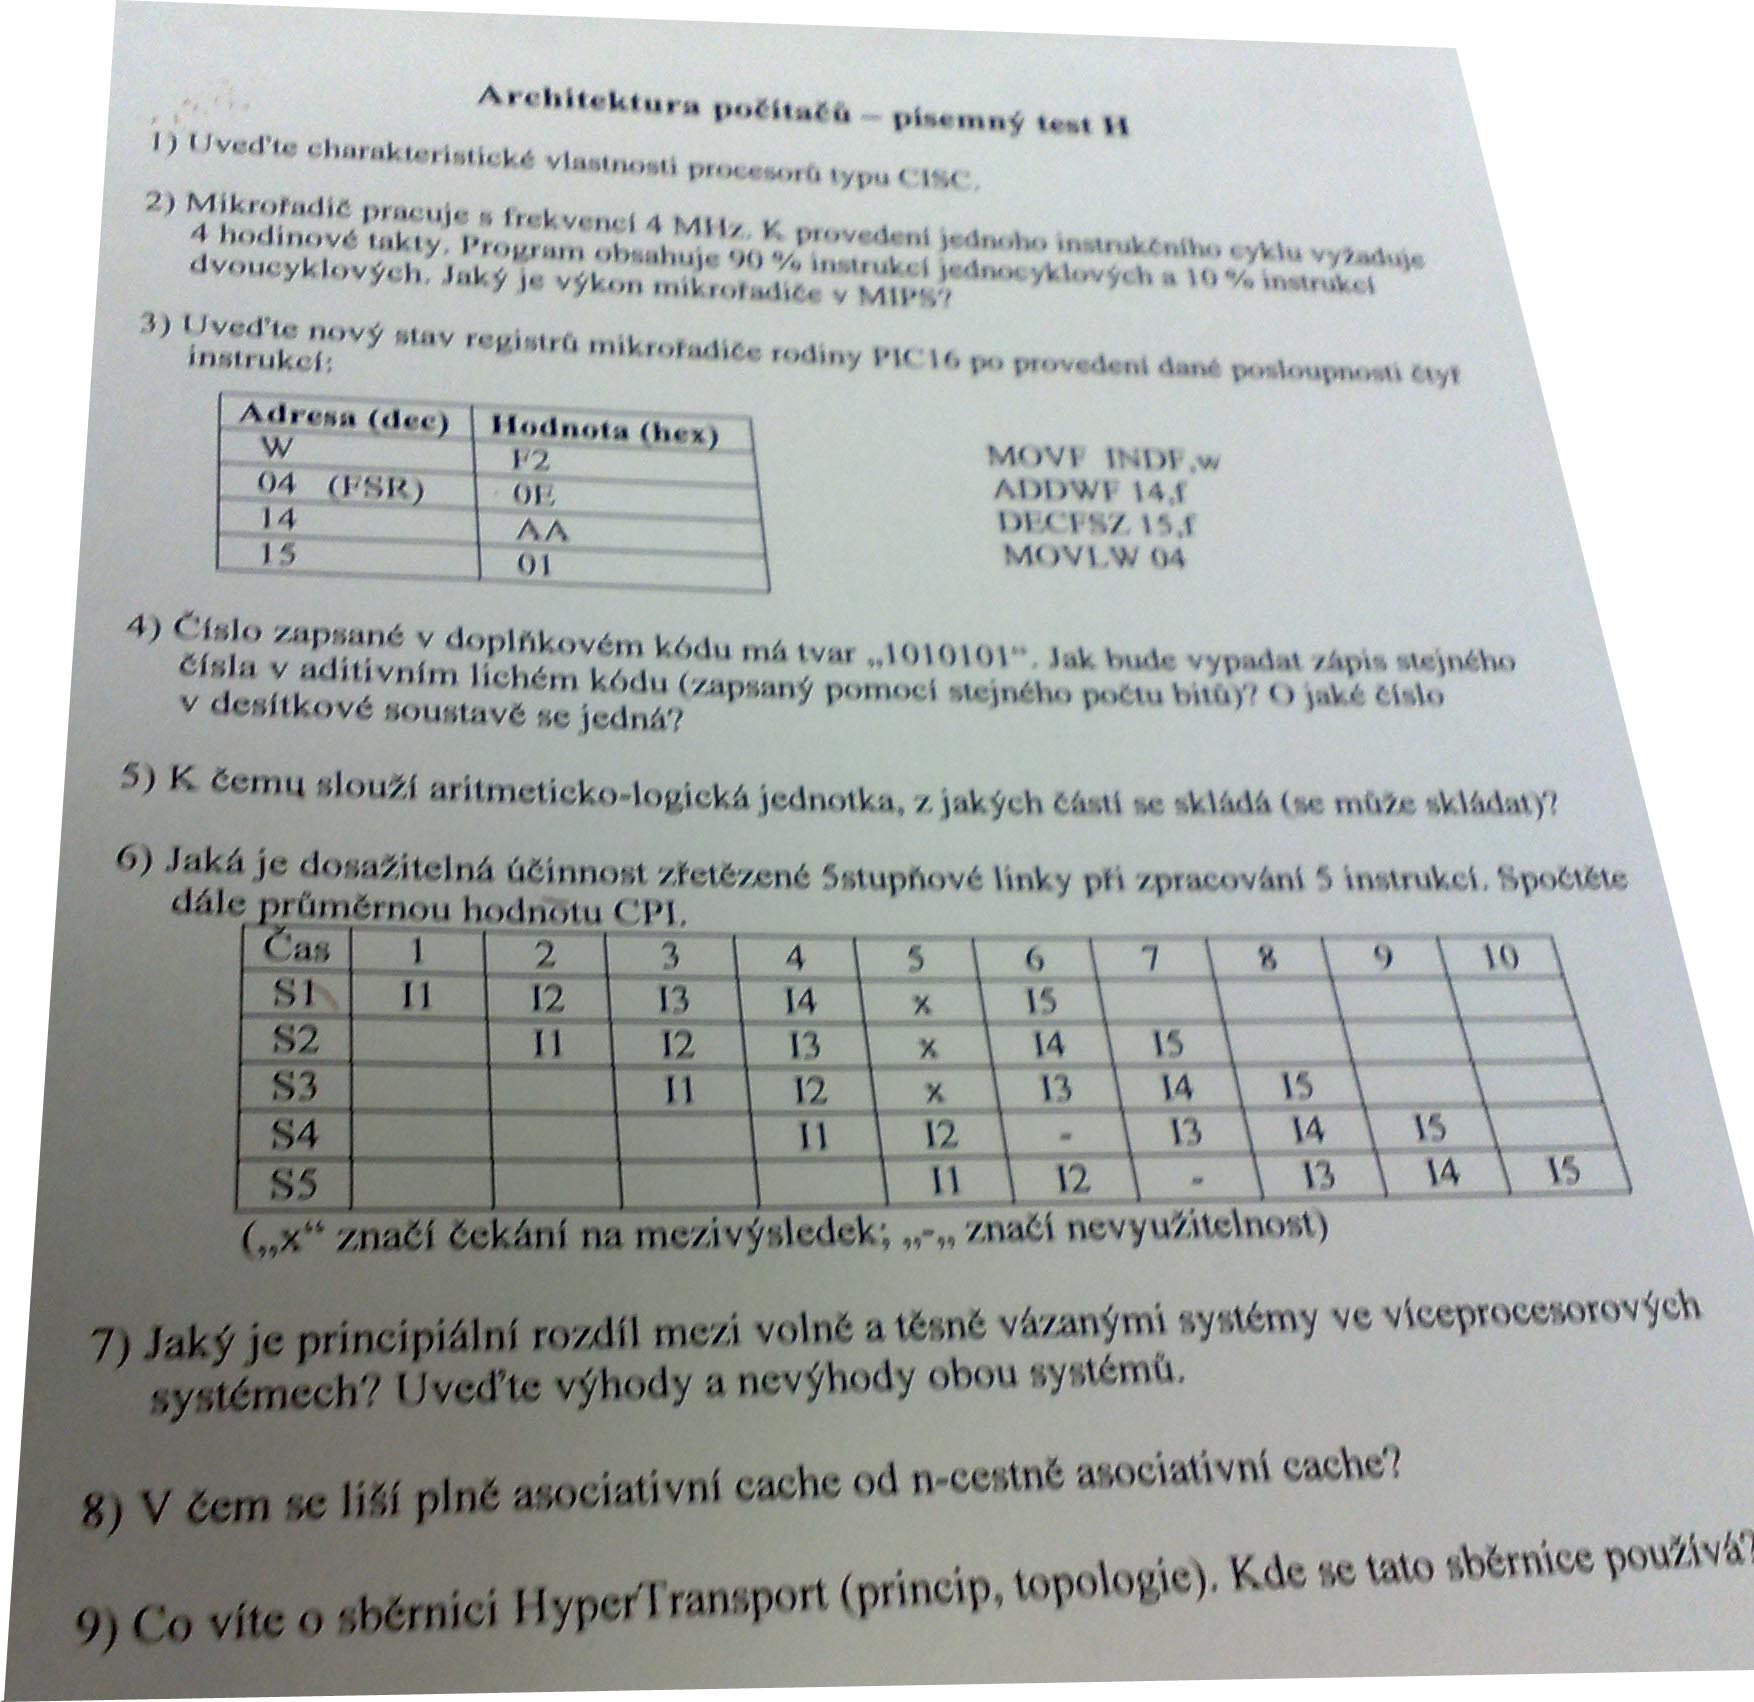 Architektura počítačů – písemný test H
1) Uveďte charakteristické vlastnosti procesorů typu CISC.
2) Mikrořadič pracuje s frekvencí 4 MHz. K provedení jednoho instrukčního cyklu vyžaduje
4 hodinové takty. Program obsahuje 90 % instrukcí jednocyklových a 10 % instrukcí
dvoucyklových. Jaký je výkon mikrořadiče v MIPS?
3) Uveďte nový stav registrů mikrořadiče rodiny PIC16 po provedení dané posloupnosti čtyř
instrukcí:
Adresa (dec) Hodnota (hex)
W F2
04 (FSR) 0E
14 AA
15 01
MOVF INDF,w
ADDWF 14,f
DECFSZ 15,f
MOVLW 04
4) Číslo zapsané v doplňkovém kódu má tvar „1010101“. Jak bude vypadat zápis stejného
čísla v aditivním lichém kódu (zapsaný pomocí stejného počtu bitů)? O jaké číslo
v desítkové soustavě se jedná?
5) K čemu slouží aritmeticko-logická jednotka, z jakých částí se skládá (se může skládat)?
6) Jaká je dosažitelná účinnost zřetězené 5stupňové linky při zpracování 5 instrukcí. Spočtěte
dále průměrnou hodnotu CPI.
Čas 1 2 3 4 5 6 7 8 9 10
S1 I1 I2 I3 I4 x I5
S2 I1 I2 I3 x I4 I5
S3 I1 I2 x I3 I4 I5
S4 I1 I2 - I3 I4 I5
S5 I1 I2 - I3 I4 I5
(„x“ značí čekání na mezivýsledek; „-„ značí nevyužitelnost)
7) Jaký je principiální rozdíl mezi volně a těsně vázanými systémy ve víceprocesorových
systémech? Uveďte výhody a nevýhody obou systémů.
8) V čem se liší plně asociativní cache od n-cestně asociativní cache?
9) Co víte o sběrnici HyperTransport (princip, topologie). Kde se tato sběrnice používá?